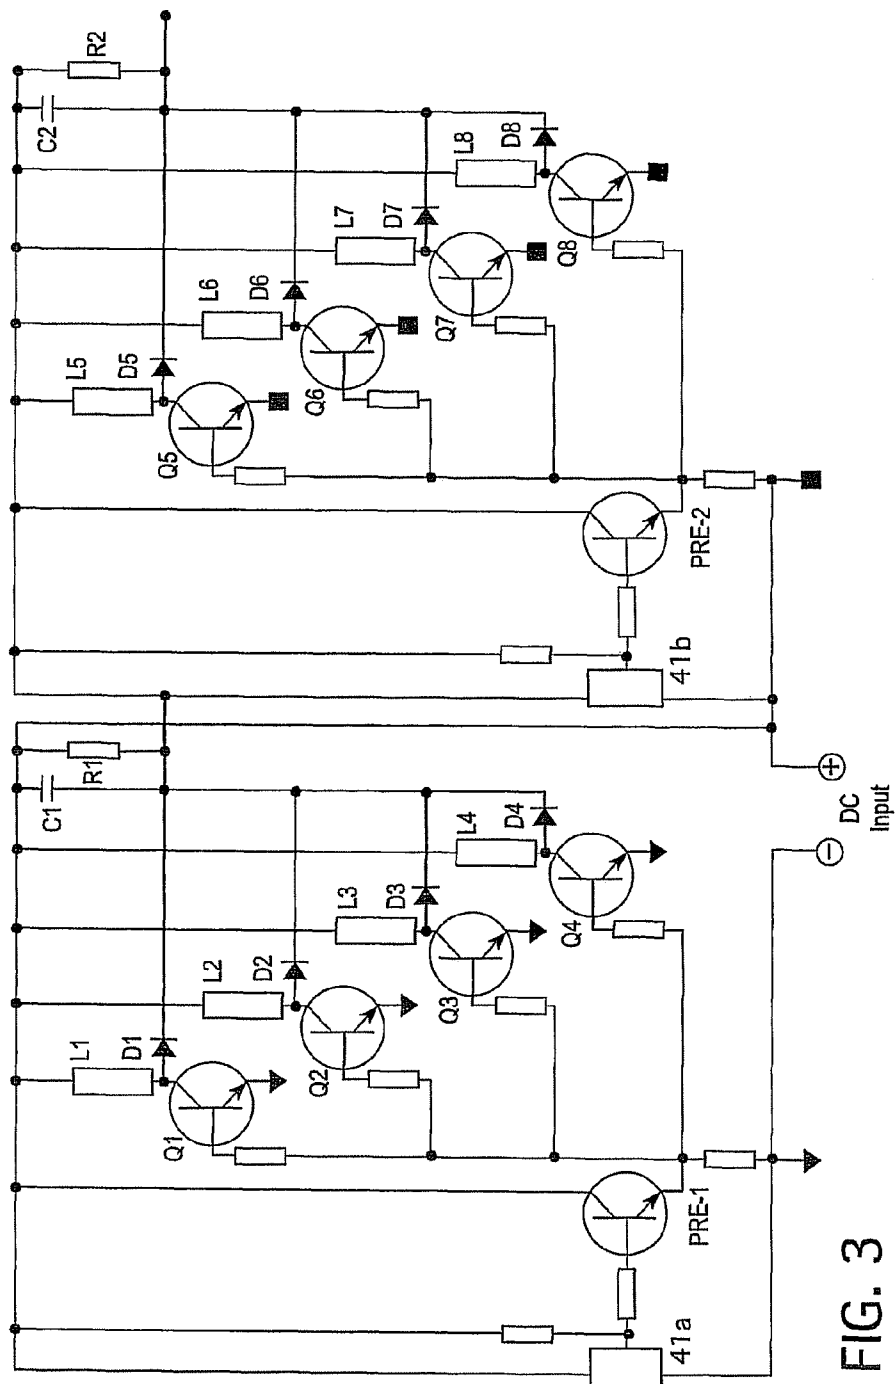 C1
R1
L1
D1
L2
D2
L3
D3
L4
D4
Q1
Q2
Q3
Q4
PRE-1
41a
C2
R2
L5
D5
L6
D6
L7
D7
L8
D8
Q5
Q6
Q7
Q8
PRE-2
41b
−
+
DC
Input
FIG. 3